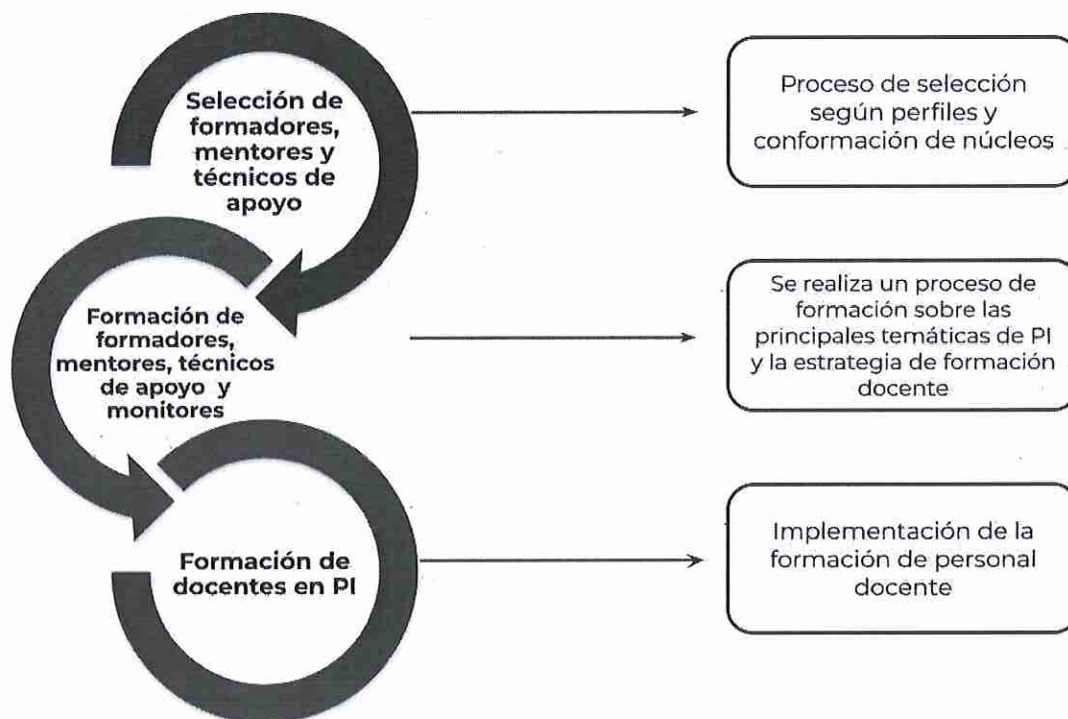 Selección de
formadores,
mentores y
técnicos de
apoyo
Proceso de selección
según perfiles y
conformación de núcleos
Formación de
formadores,
mentores, técnicos
de apoyo y
monitores
Se realiza un proceso de
formación sobre las
principales temáticas de PI
y la estrategia de formación
docente
Formación de
docentes en PI
Implementación de la
formación de personal
docente